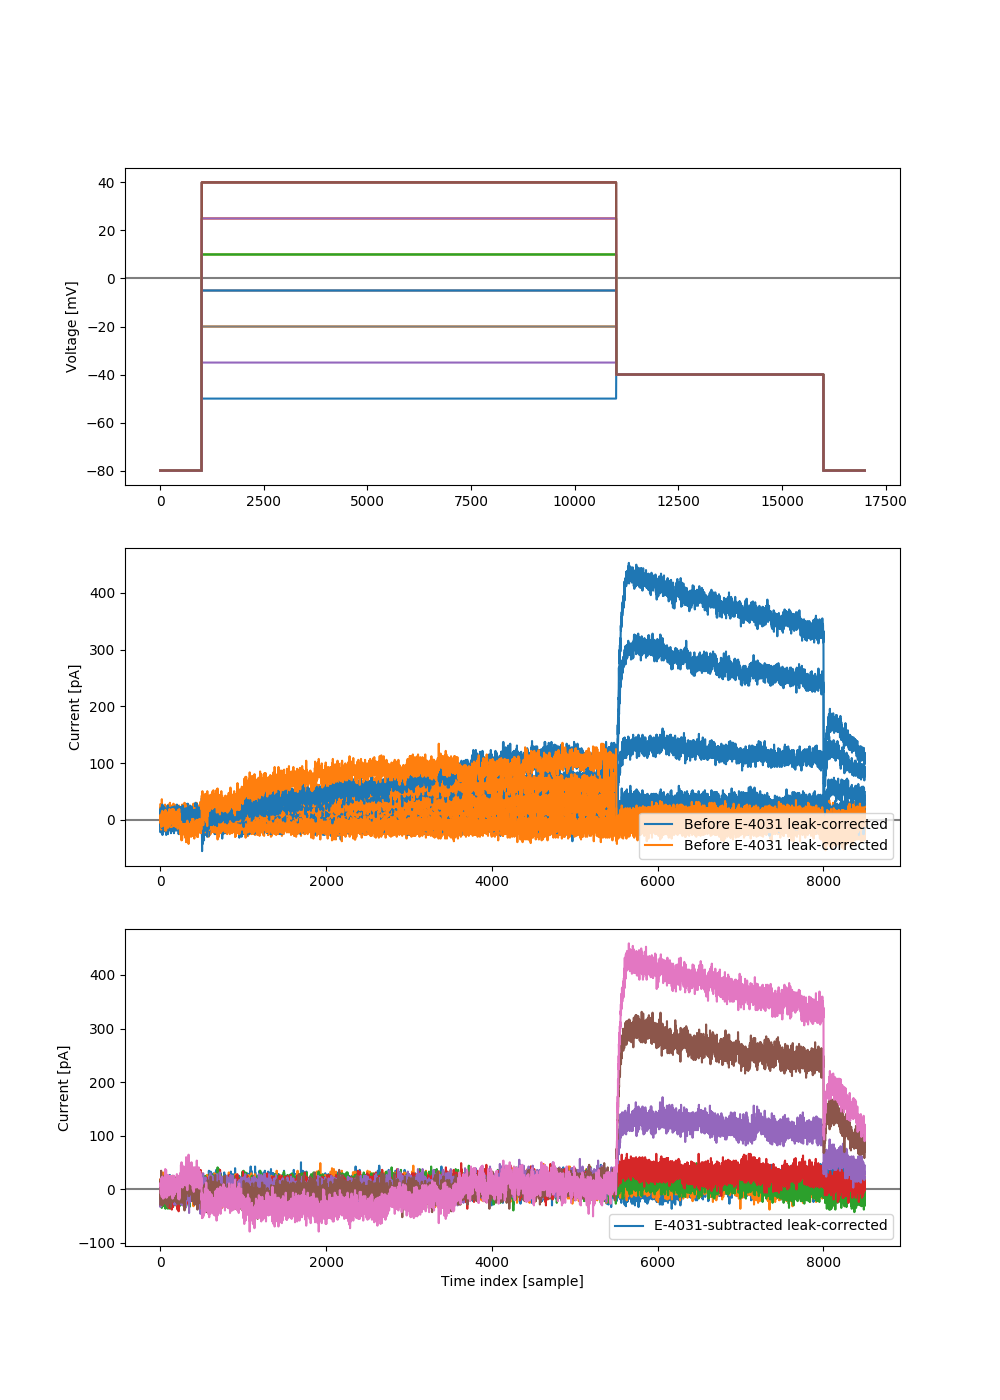 40
20
0
−20
−40
−60
−80
Voltage [mV]
0 2500 5000 7500 10000 12500 15000 17500
400
300
200
100
0
Current [pA]
Before E-4031 leak-corrected
Before E-4031 leak-corrected
0 2000 4000 6000 8000
400
300
200
100
0
−100
Current [pA]
E-4031-subtracted leak-corrected
0 2000 4000 6000 8000
Time index [sample]